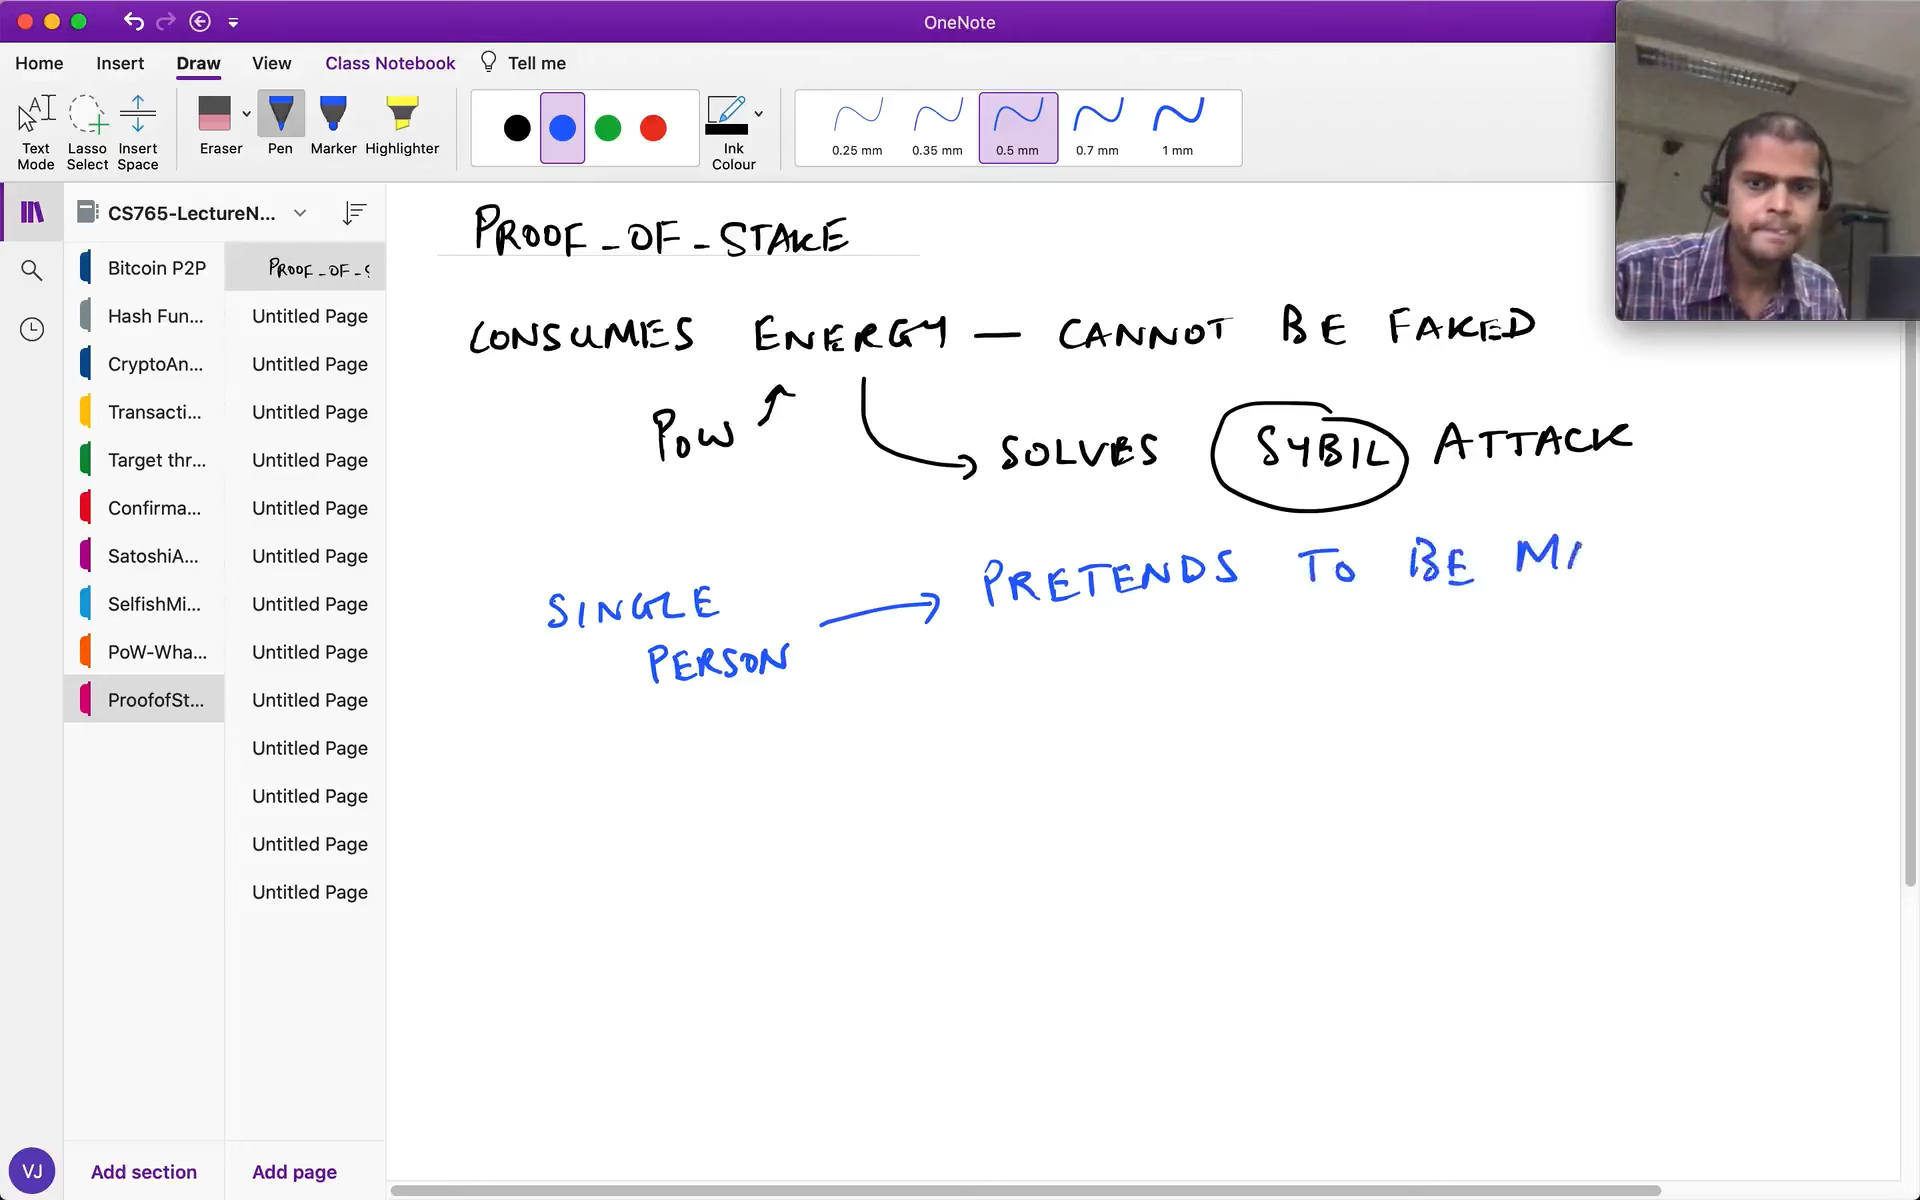 OneNote
Home Insert Draw View Class Notebook Tell me
Text Mode
Lasso Select
Insert Space
Eraser
Pen
Marker
Highlighter
Ink Colour
0.25 mm
0.35 mm
0.5 mm
0.7 mm
1 mm
CS765-LectureN...
Bitcoin P2P
Hash Fun...
CryptoAn...
Transacti...
Target thr...
Confirma...
SatoshiA...
SelfishMi...
PoW-Wha...
ProofofSt...
Add section
PROOF-OF-S
Untitled Page
Untitled Page
Untitled Page
Untitled Page
Untitled Page
Untitled Page
Untitled Page
Untitled Page
Untitled Page
Untitled Page
Untitled Page
Untitled Page
Untitled Page
Add page
VJ
PROOF-OF-STAKE
CONSUMES ENERGY — CANNOT BE FAKED
POW
SOLVES SYBIL ATTACK
SINGLE PERSON → PRETENDS TO BE